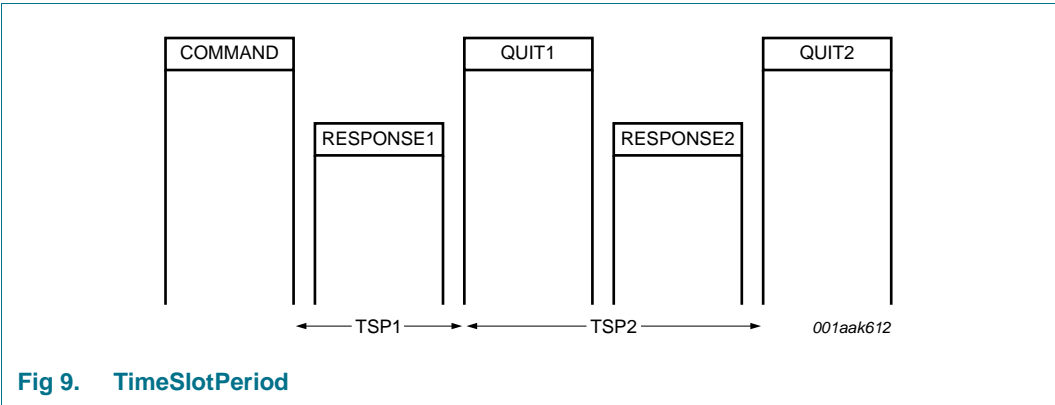 COMMAND QUIT1 QUIT2
RESPONSE1 RESPONSE2
TSP1 TSP2 001aak612
Fig 9. TimeSlotPeriod